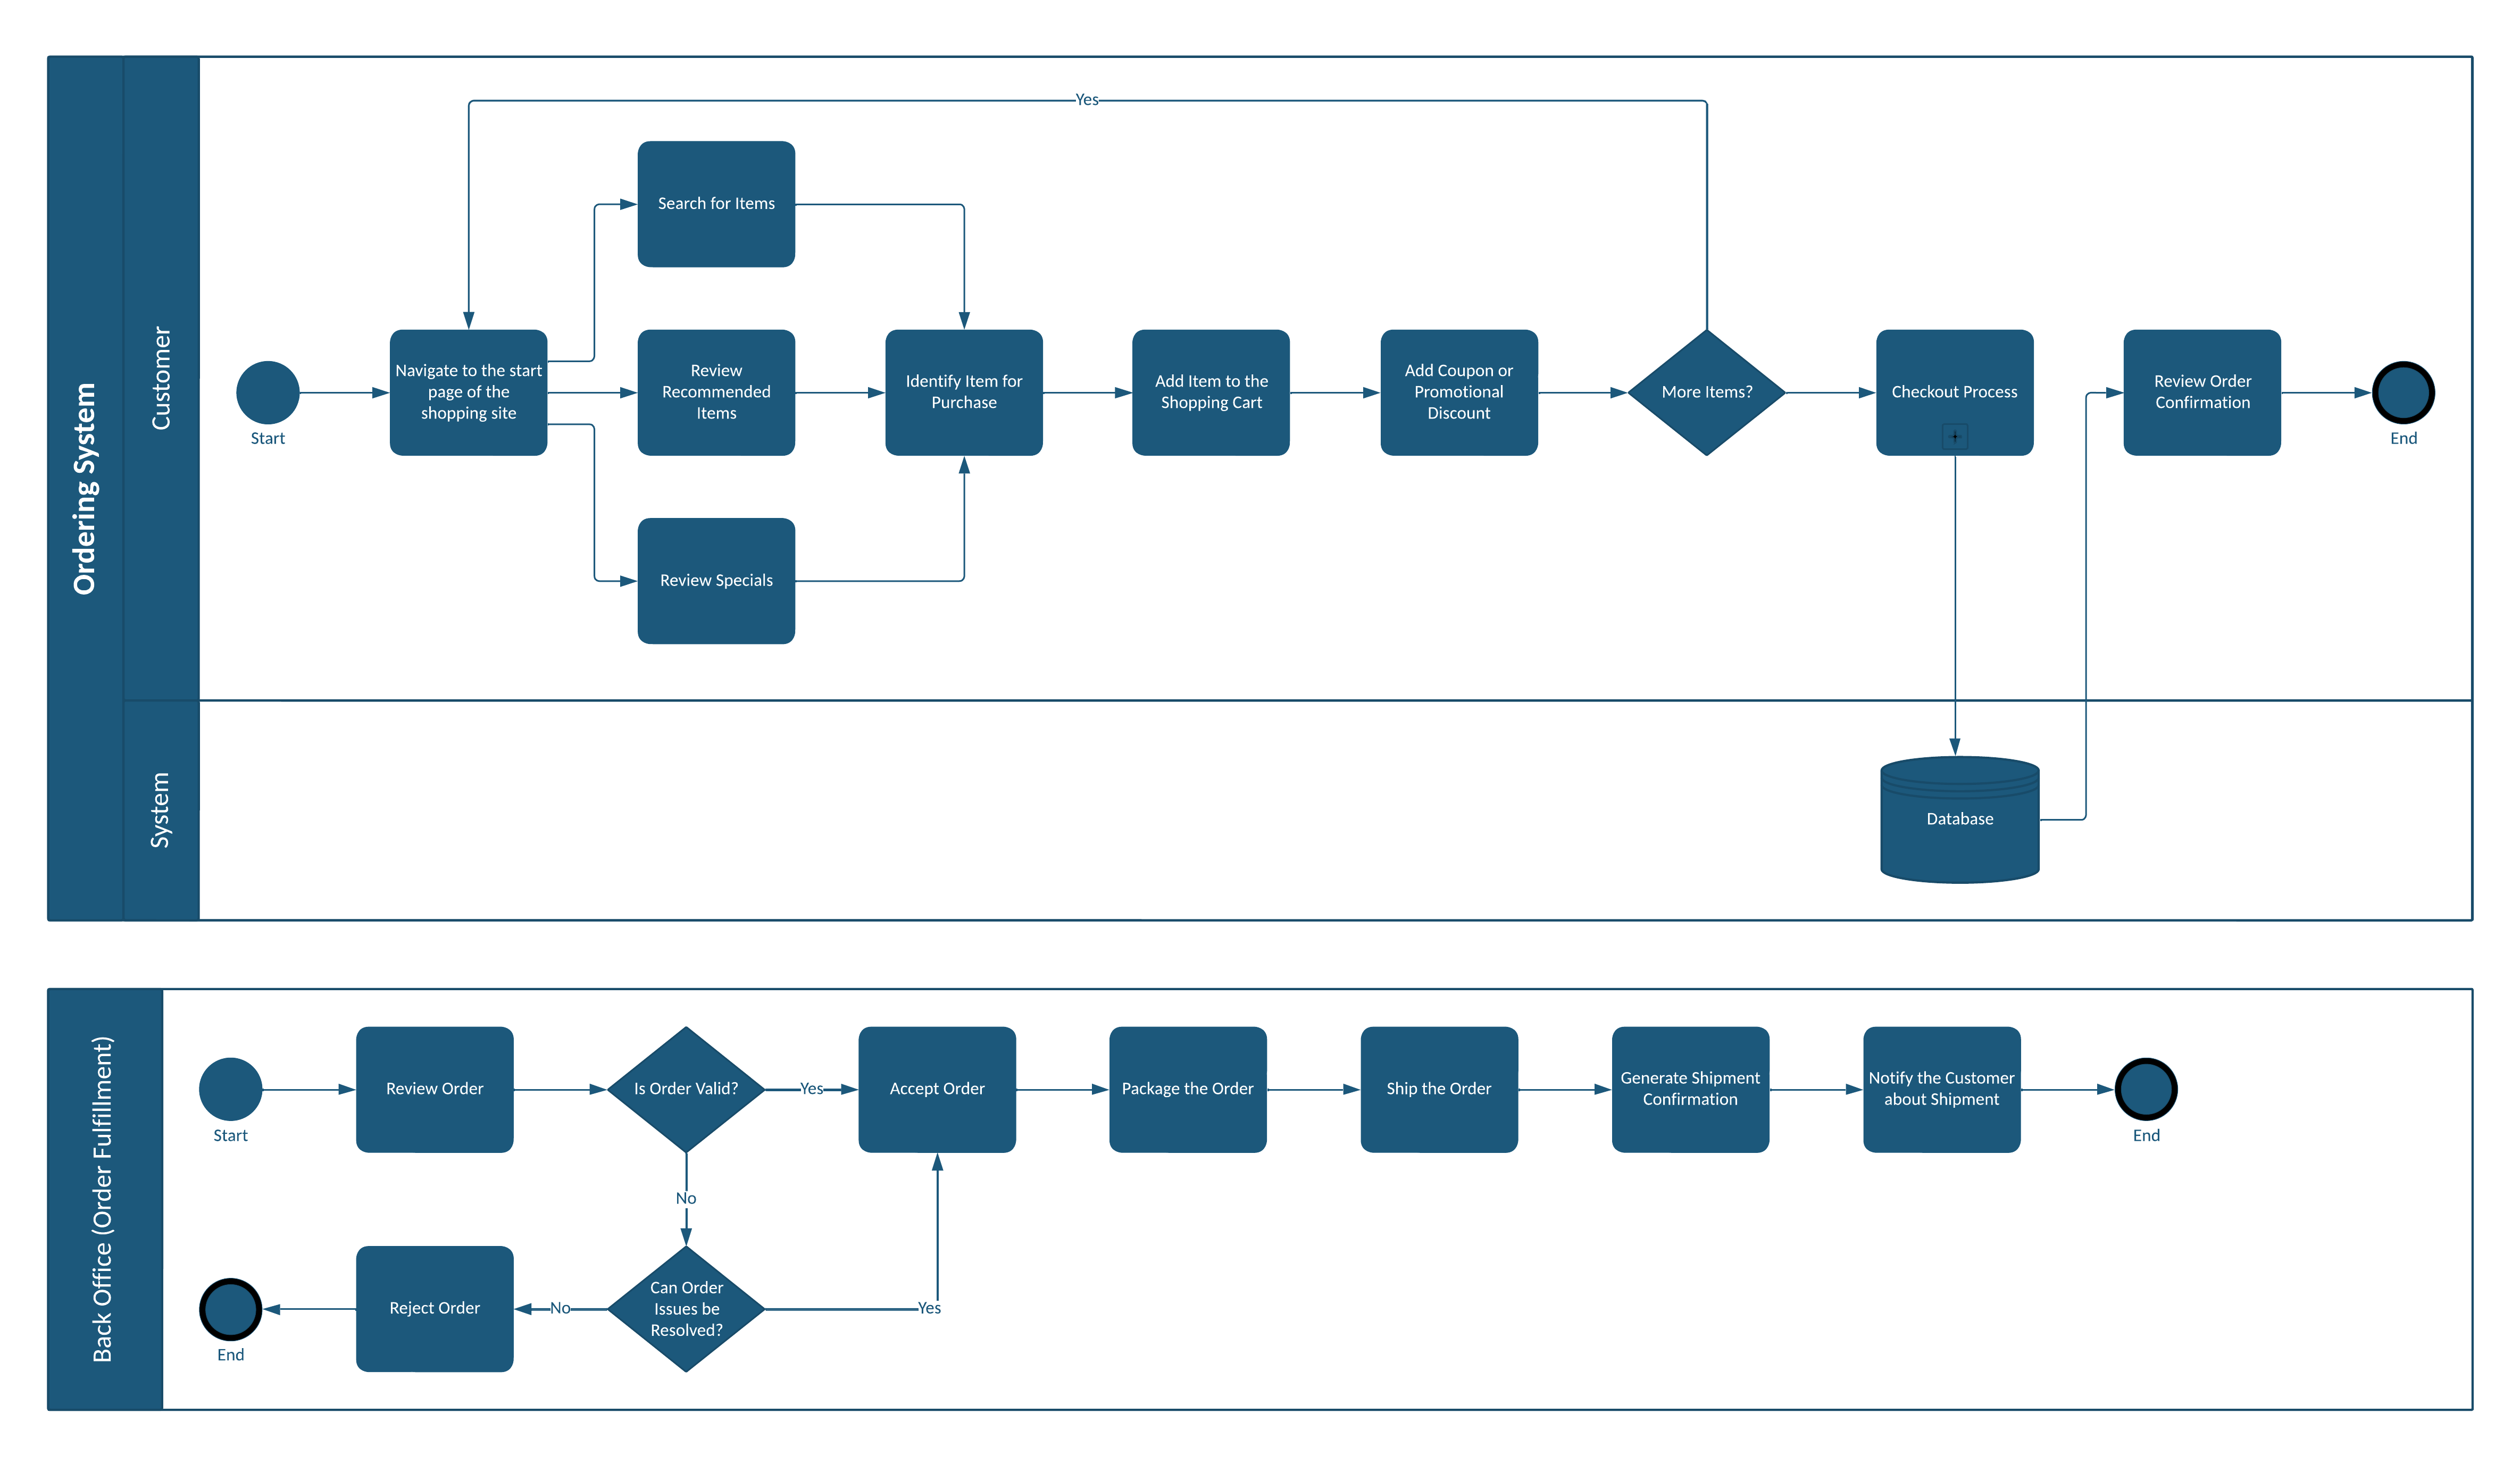 Ordering System
Customer
Yes
Search for Items
Start
Navigate to the start
page of the
shopping site
Review
Recommended
Items
Identify Item for
Purchase
Add Item to the
Shopping Cart
Add Coupon or
Promotional
Discount
More Items?
Checkout Process
Review Order
Confirmation
End
Review Specials
System
Database
Back Office (Order Fulfillment)
Start
Review Order
Is Order Valid?
Yes
Accept Order
Package the Order
Ship the Order
Generate Shipment
Confirmation
Notify the Customer
about Shipment
End
No
End
Reject Order
No
Can Order
Issues be
Resolved?
Yes